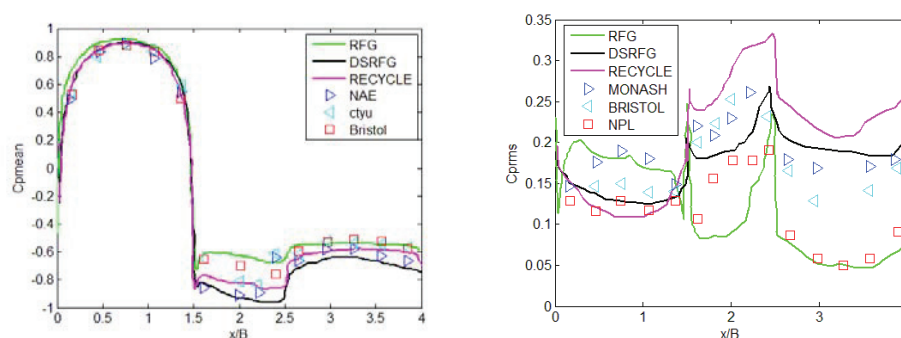 1
0.8
0.6
0.4
0.2
0
-0.2
-0.4
-0.6
-0.8
-1
Cpmean
0 0.5 1 1.5 2 2.5 3 3.5 4
x/B
RFG
DSRFG
RECYCLE
NAE
ctyu
Bristol
0.35
0.3
0.25
0.2
0.15
0.1
0.05
0
Cprms
0 1 2 3
x/B
RFG
DSRFG
RECYCLE
MONASH
BRISTOL
NPL